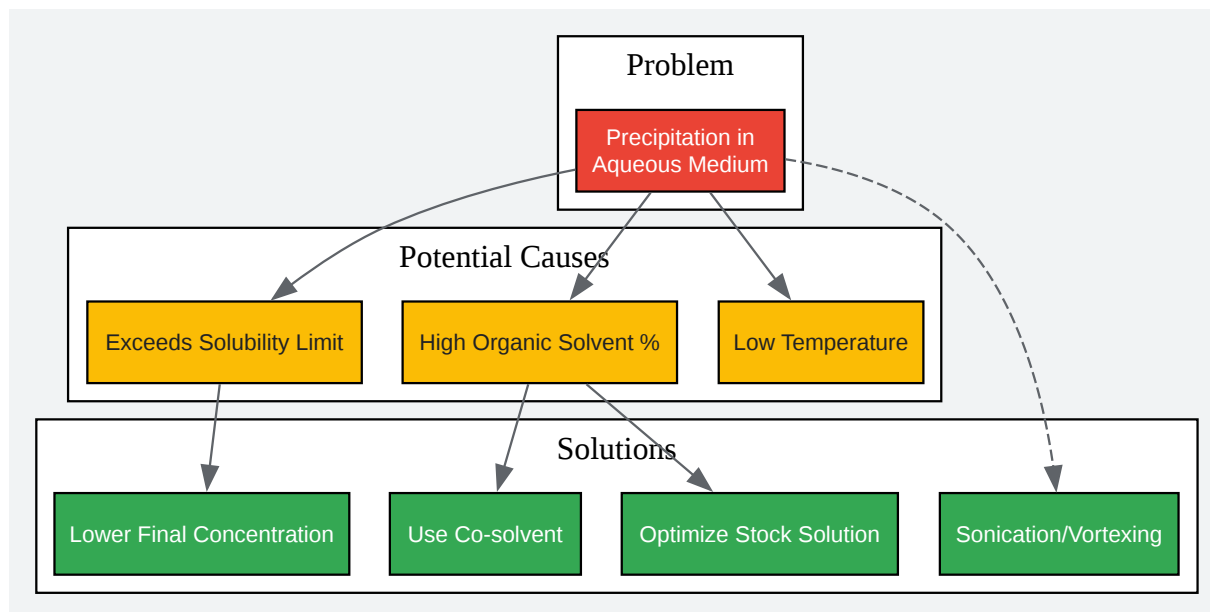 Problem
Precipitation in
Aqueous Medium
Potential Causes
Exceeds Solubility Limit
High Organic Solvent %
Low Temperature
Solutions
Lower Final Concentration
Use Co-solvent
Optimize Stock Solution
Sonication/Vortexing